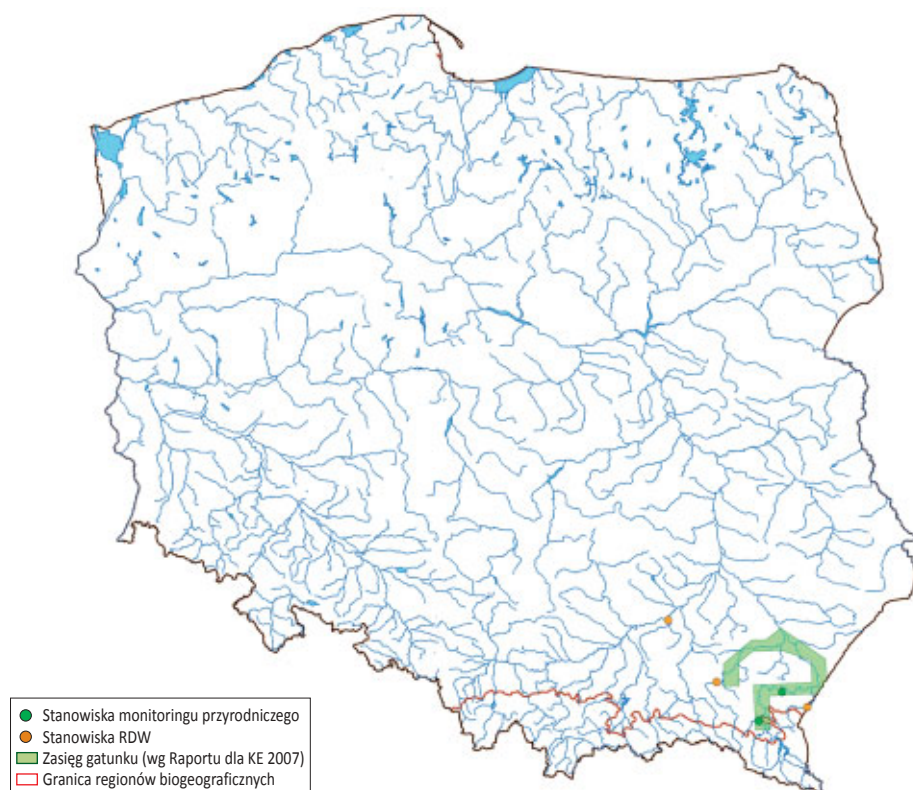 Stanowiska monitoringu przyrodniczego
Stanowiska RDW
Zasięg gatunku (wg Raportu dla KE 2007)
Granica regionów biogeograficznych